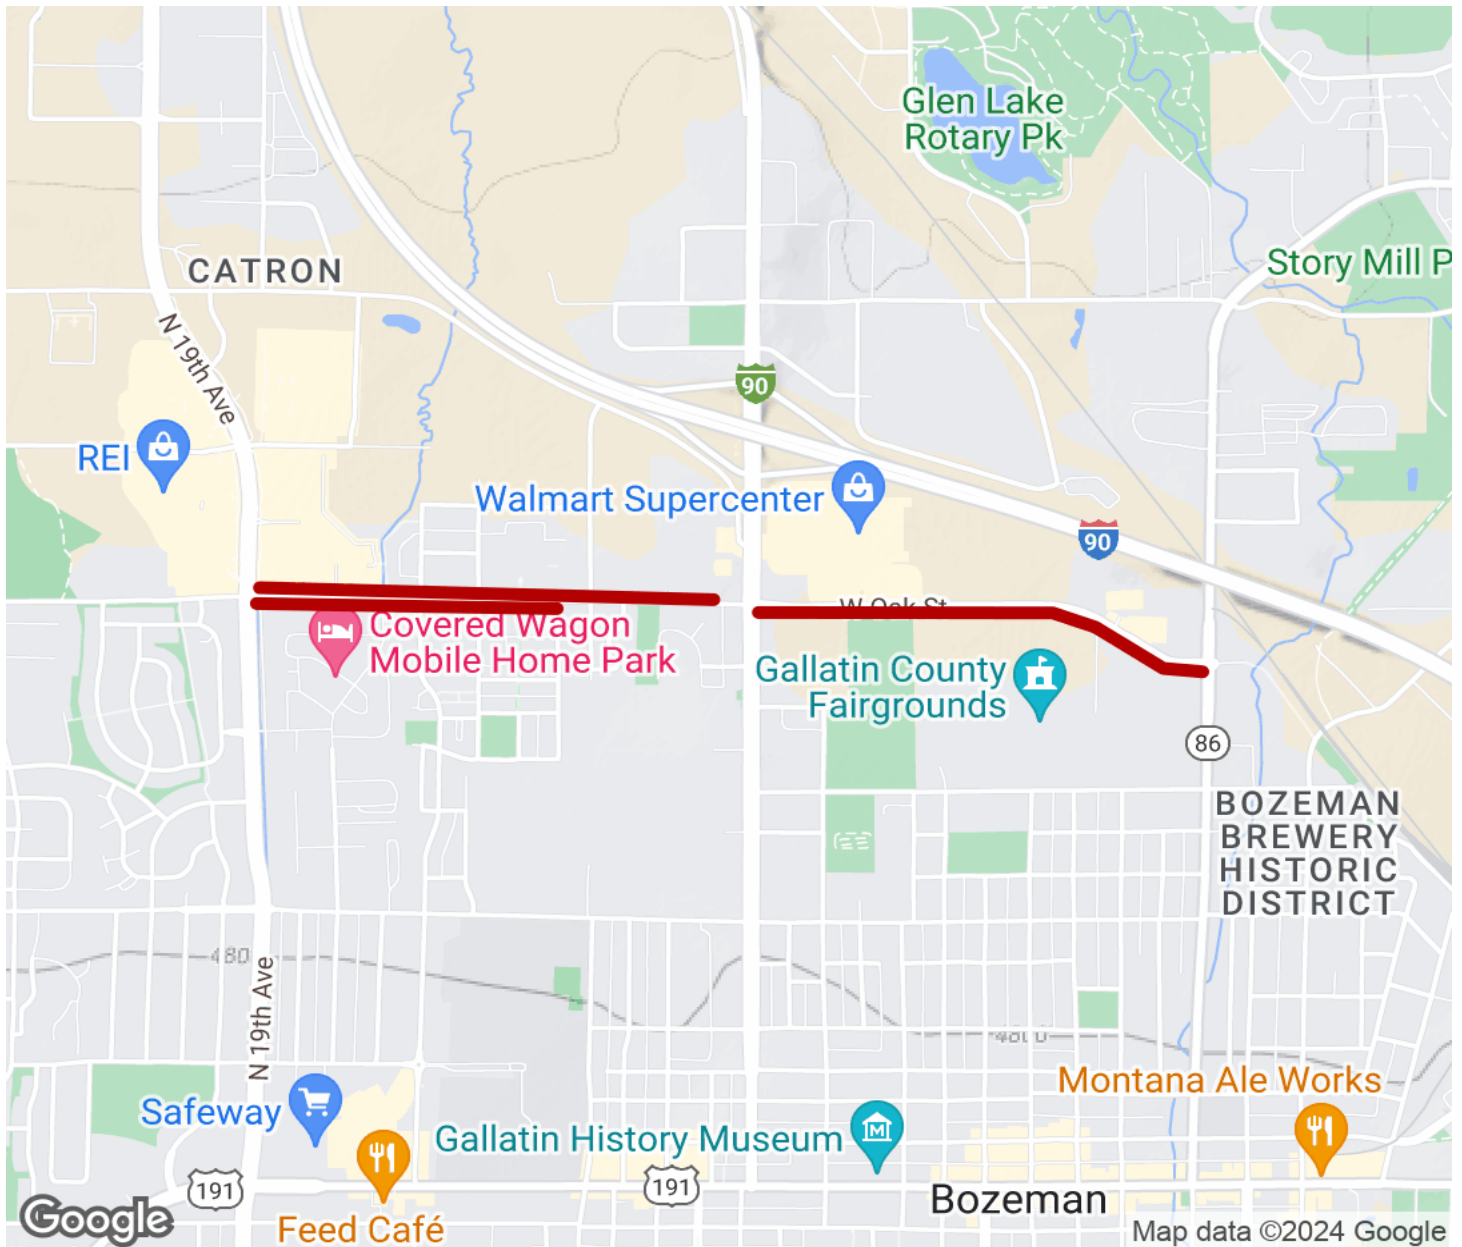 Glen Lake
Rotary Pk
Story Mill P
CATRON
N 19th Ave
90
REI
Walmart Supercenter
90
W Oak St
Covered Wagon
Mobile Home Park
Gallatin County
Fairgrounds
86
BOZEMAN
BREWERY
HISTORIC
DISTRICT
480
N 19th Ave
4800
Montana Ale Works
Safeway
Gallatin History Museum
M
191
191
Bozeman
Google
Feed Café
Map data ©2024 Google